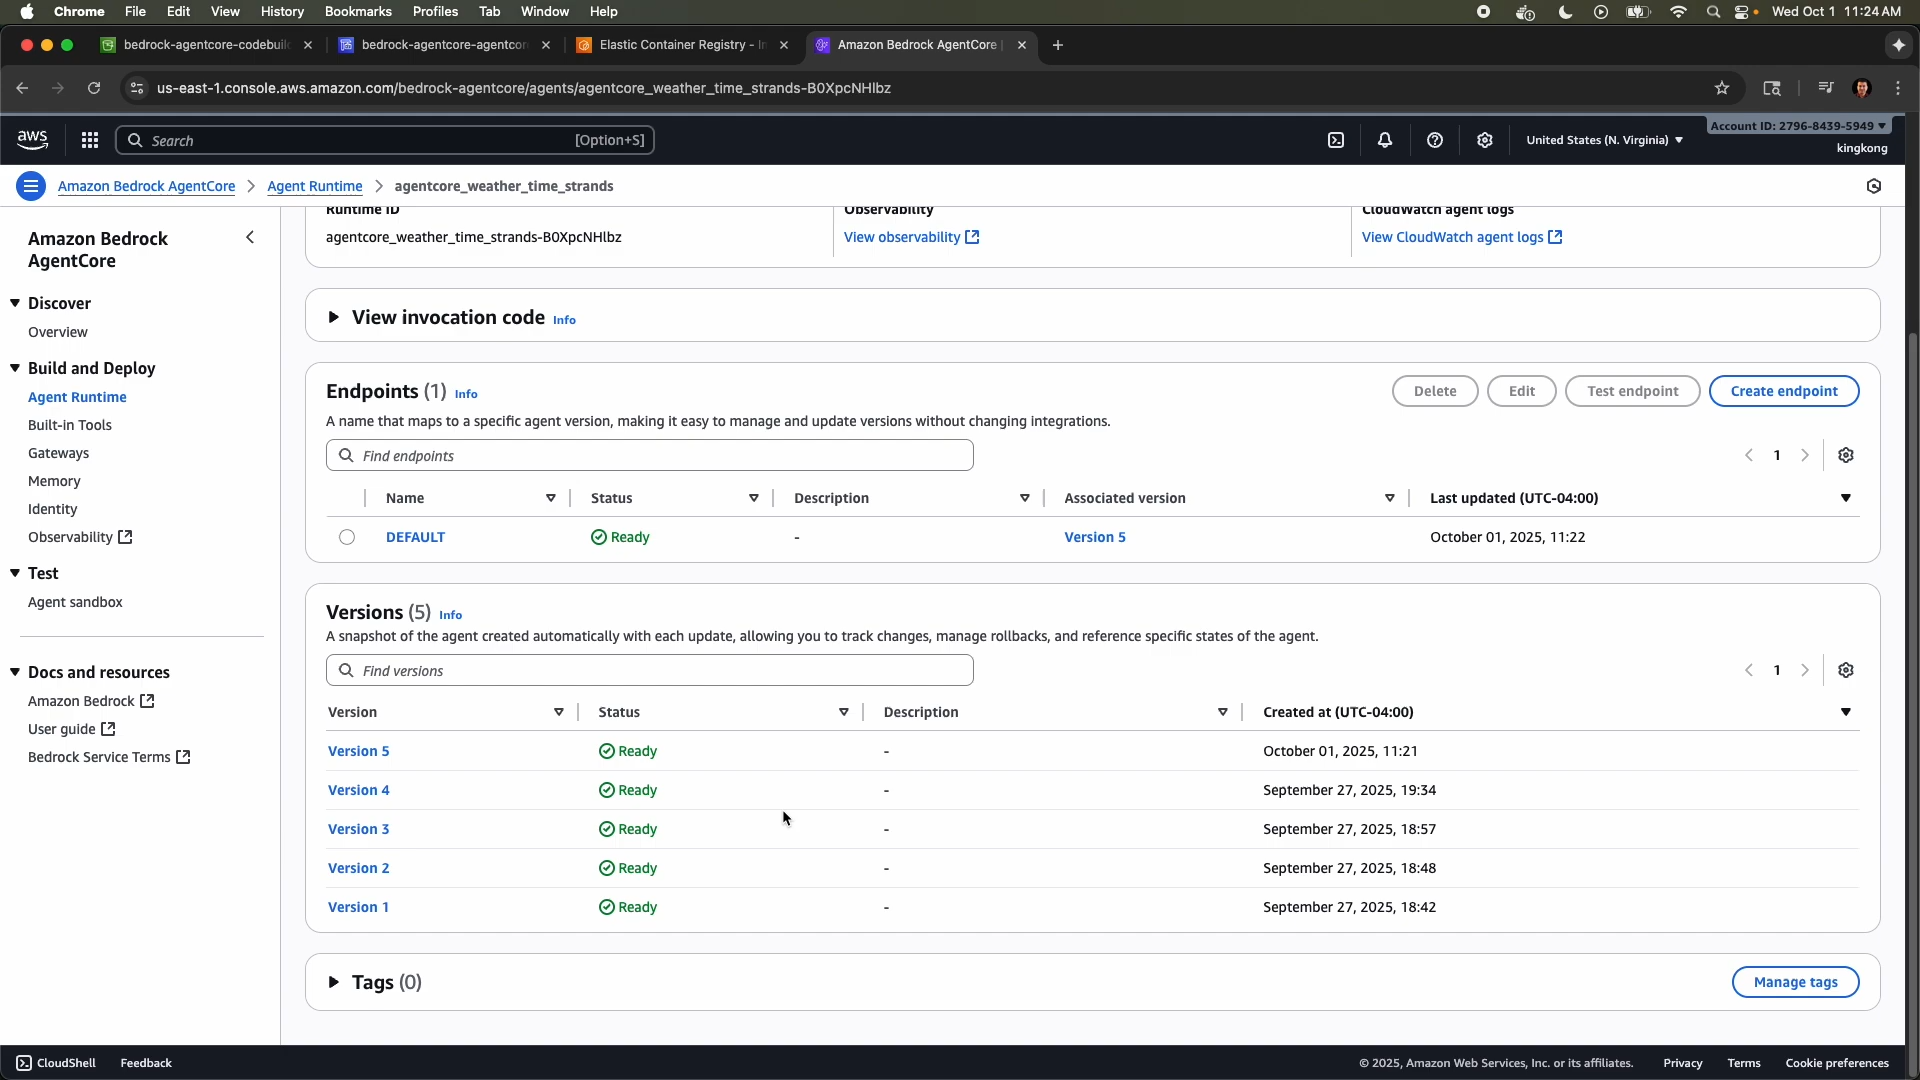 Chrome File Edit View History Bookmarks Profiles Tab Window Help Wed Oct 1 11:24 AM
bedrock-agentcore-codebuil bedrock-agentcore-agentcor Elastic Container Registry - Amazon Bedrock AgentCore
us-east-1.console.aws.amazon.com/bedrock-agentcore/agents/agentcore_weather_time_strands-B0XpcNHlbz
aws Search [Option+S] United States (N. Virginia) Account ID: 2796-8439-5949
kingkong
Amazon Bedrock AgentCore Agent Runtime agentcore_weather_time_strands
Amazon Bedrock
AgentCore
Discover
Overview
Build and Deploy
Agent Runtime
Built-in Tools
Gateways
Memory
Identity
Observability
Test
Agent sandbox
Docs and resources
Amazon Bedrock
User guide
Bedrock Service Terms
Runtime ID Observability CloudWatch agent logs
agentcore_weather_time_strands-B0XpcNHlbz View observability View CloudWatch agent logs
View invocation code Info
Endpoints (1) Info Delete Edit Test endpoint Create endpoint
A name that maps to a specific agent version, making it easy to manage and update versions without changing integrations.
Find endpoints 1
Name Status Description Associated version Last updated (UTC-04:00)
DEFAULT Ready - Version 5 October 01, 2025, 11:22
Versions (5) Info
A snapshot of the agent created automatically with each update, allowing you to track changes, manage rollbacks, and reference specific states of the agent.
Find versions 1
Version Status Description Created at (UTC-04:00)
Version 5 Ready - October 01, 2025, 11:21
Version 4 Ready - September 27, 2025, 19:34
Version 3 Ready - September 27, 2025, 18:57
Version 2 Ready - September 27, 2025, 18:48
Version 1 Ready - September 27, 2025, 18:42
Tags (0) Manage tags
CloudShell Feedback © 2025, Amazon Web Services, Inc. or its affiliates. Privacy Terms Cookie preferences